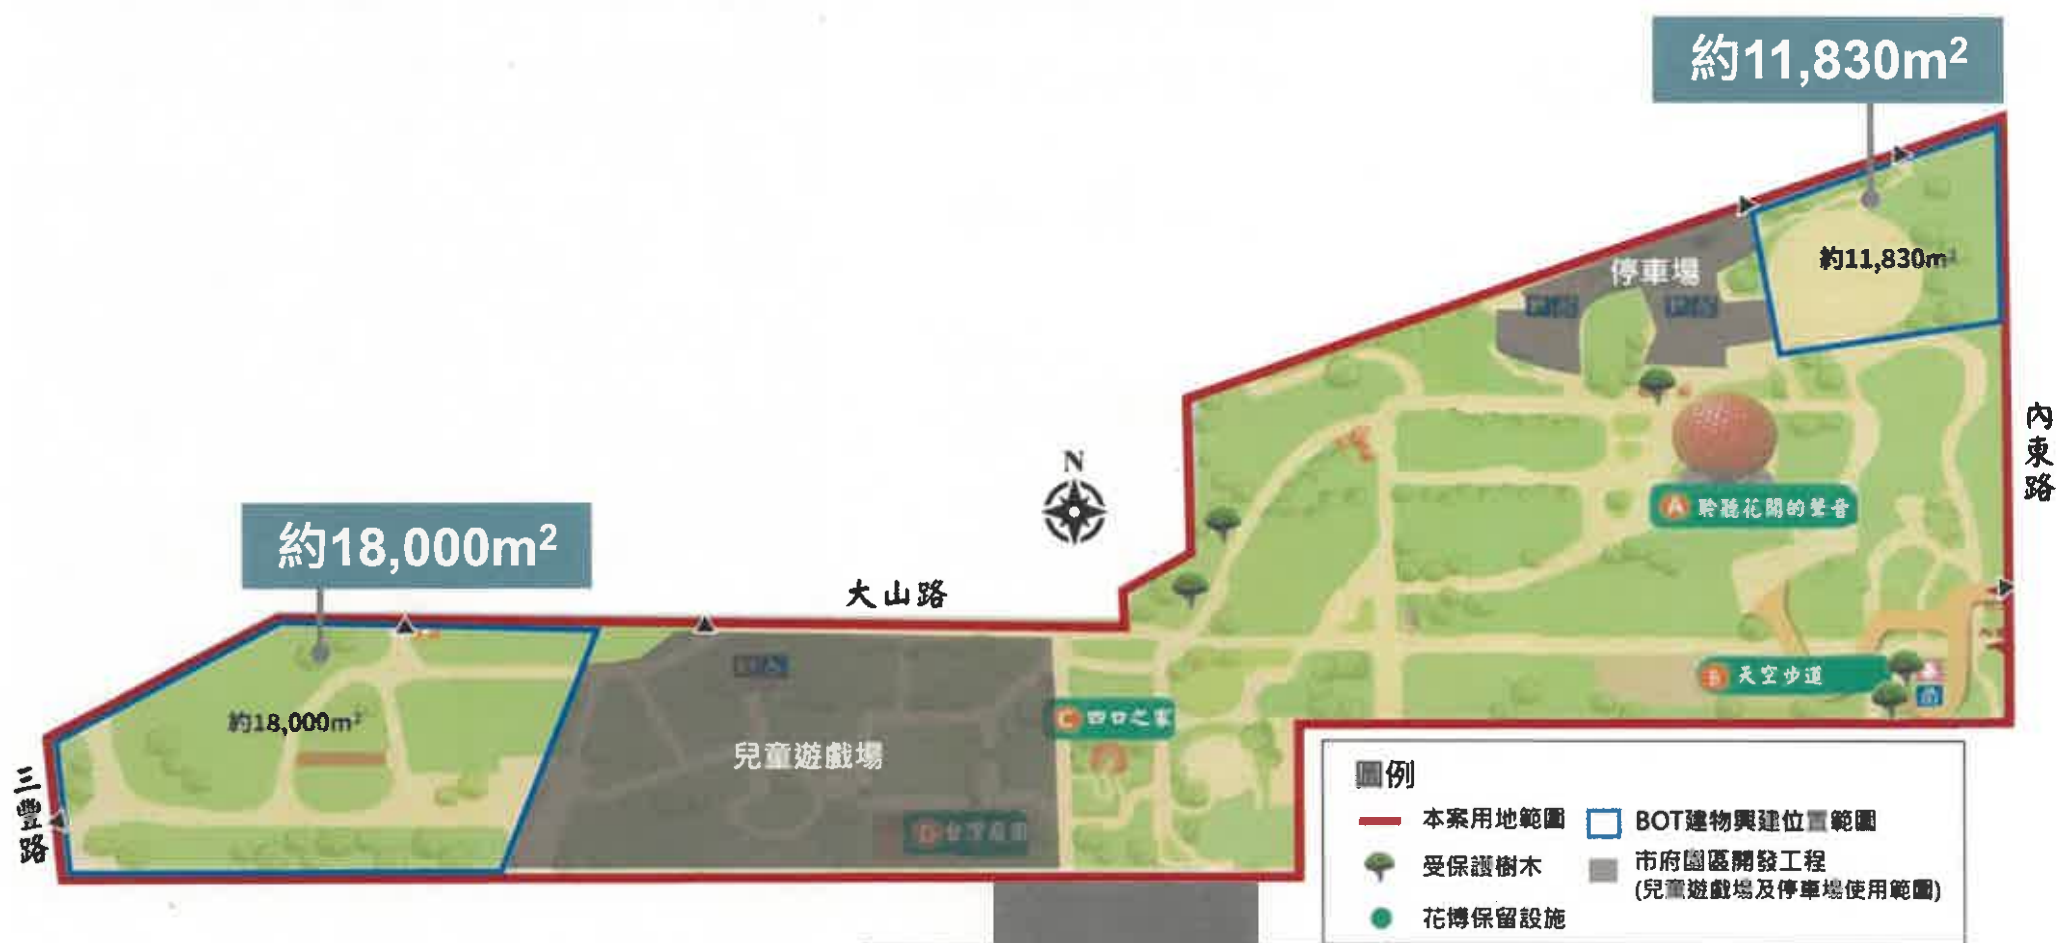 約11,830m²
約11,830m²
停車場
內東路
A 聆聽花開的聲音
N
約18,000m²
大山路
B 天空步道
約18,000m²
C 四口之家
兒童遊戲場
三豐路
D 台灣庭園
圖例
本案用地範圍
BOT建物興建位置範圍
受保護樹木
市府園區開發工程
(兒童遊戲場及停車場使用範圍)
花博保留設施